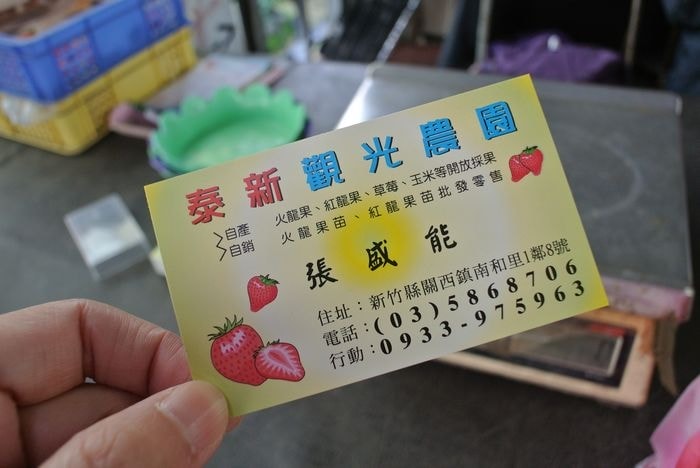 泰新觀光農園
自產
自銷
火龍果、紅龍果、草莓、玉米等開放採果
火龍果苗、紅龍果苗批發零售
張盛能
住址：新竹縣關西鎮南和里1鄰8號
電話：(03)5868706
行動：0933-975963